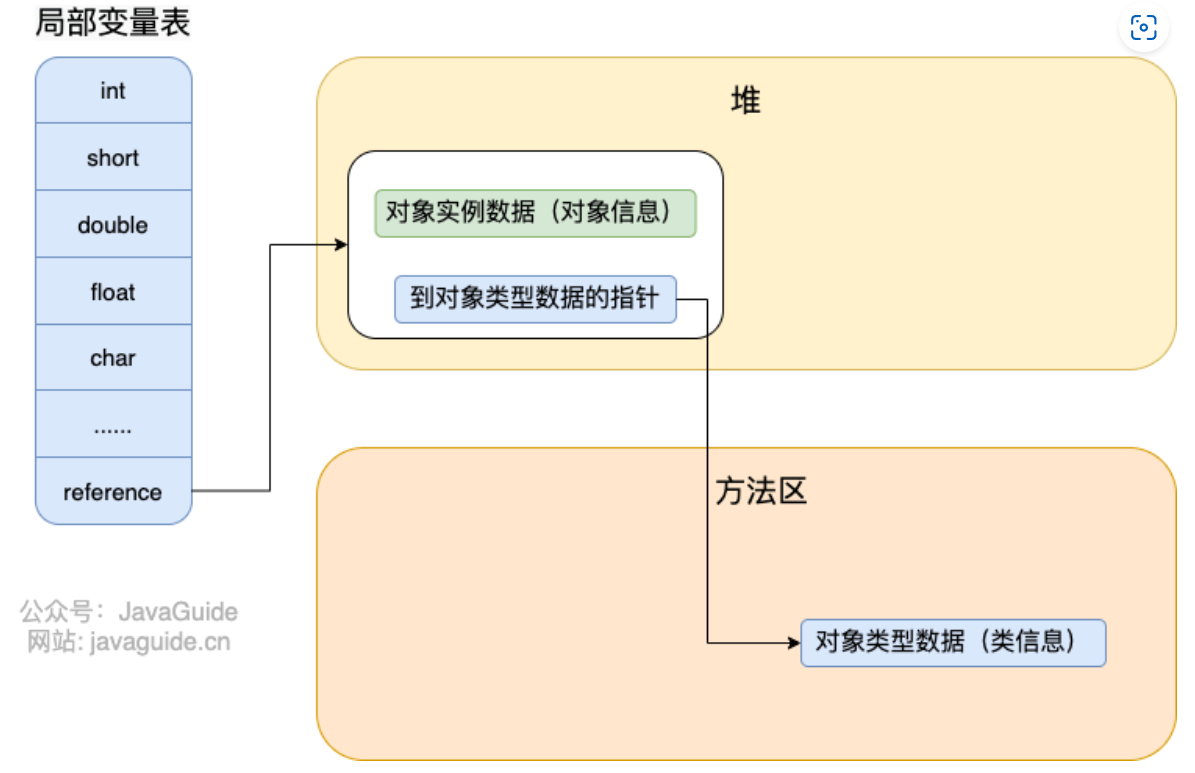 局部变量表
int
short
double
float
char
......
reference
堆
对象实例数据（对象信息）
到对象类型数据的指针
方法区
对象类型数据（类信息）
公众号：JavaGuide
网站: javaguide.cn